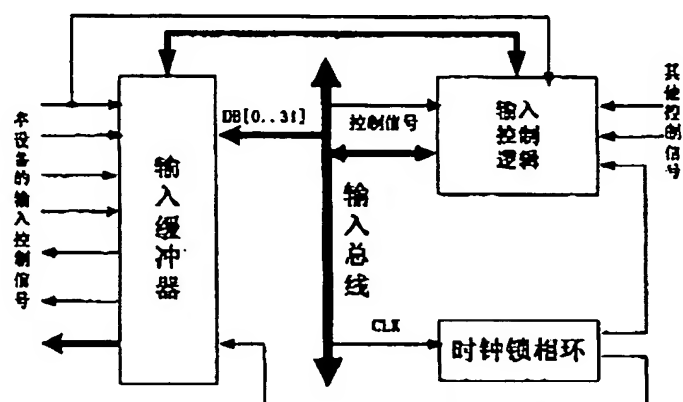 本设备的输入控制信号
输入缓冲器
DB[0..31]
控制信号
输入总线
CLK
输入
控制
逻辑
其他控制信号
时钟锁相环